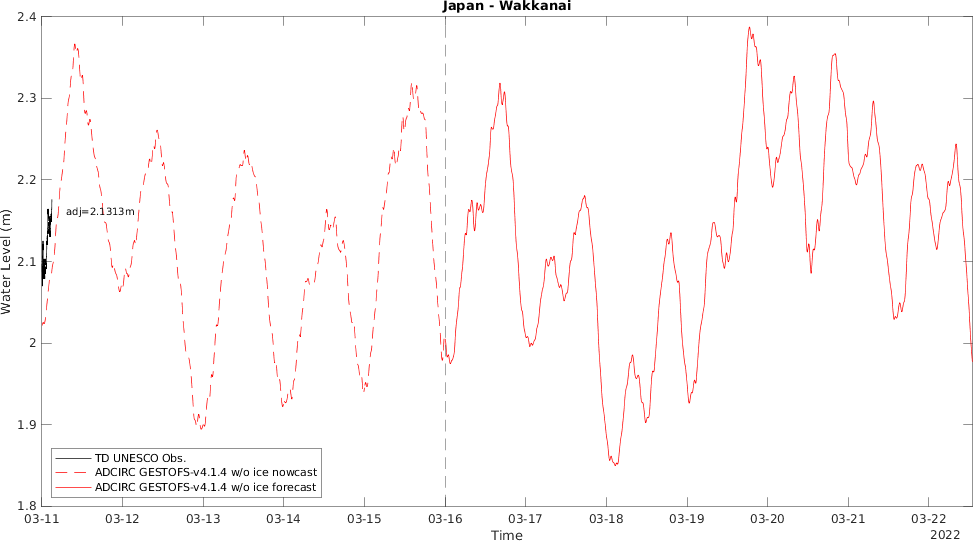 Japan - Wakkanai
2.4
2.3
2.2
2.1
2
1.9
1.8
Water Level (m)
adj=2.1313m
TD UNESCO Obs.
ADCIRC GESTOFS-v4.1.4 w/o ice nowcast
ADCIRC GESTOFS-v4.1.4 w/o ice forecast
03-11 03-12 03-13 03-14 03-15 03-16 03-17 03-18 03-19 03-20 03-21 03-22
Time
2022